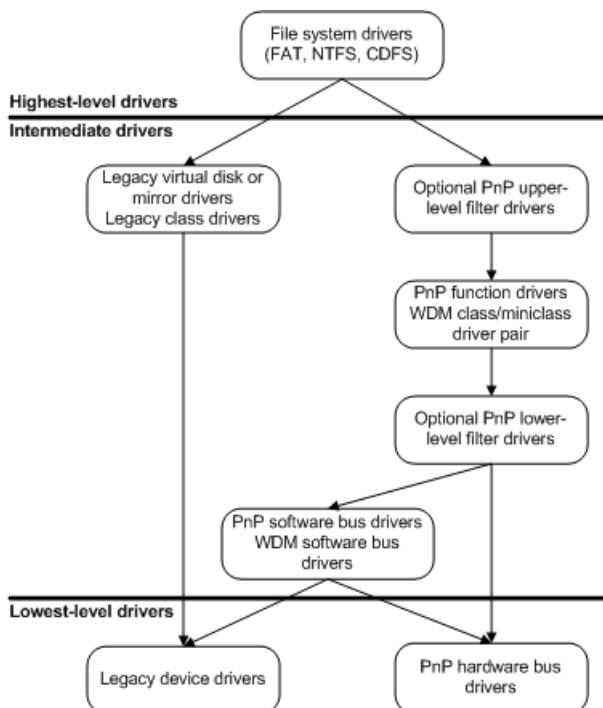 File system drivers
(FAT, NTFS, CDFS)
Highest-level drivers
Intermediate drivers
Legacy virtual disk or
mirror drivers
Legacy class drivers
Optional PnP upper-
level filter drivers
PnP function drivers
WDM class/miniclass
driver pair
Optional PnP lower-
level filter drivers
PnP software bus drivers
WDM software bus
drivers
Lowest-level drivers
Legacy device drivers
PnP hardware bus
drivers